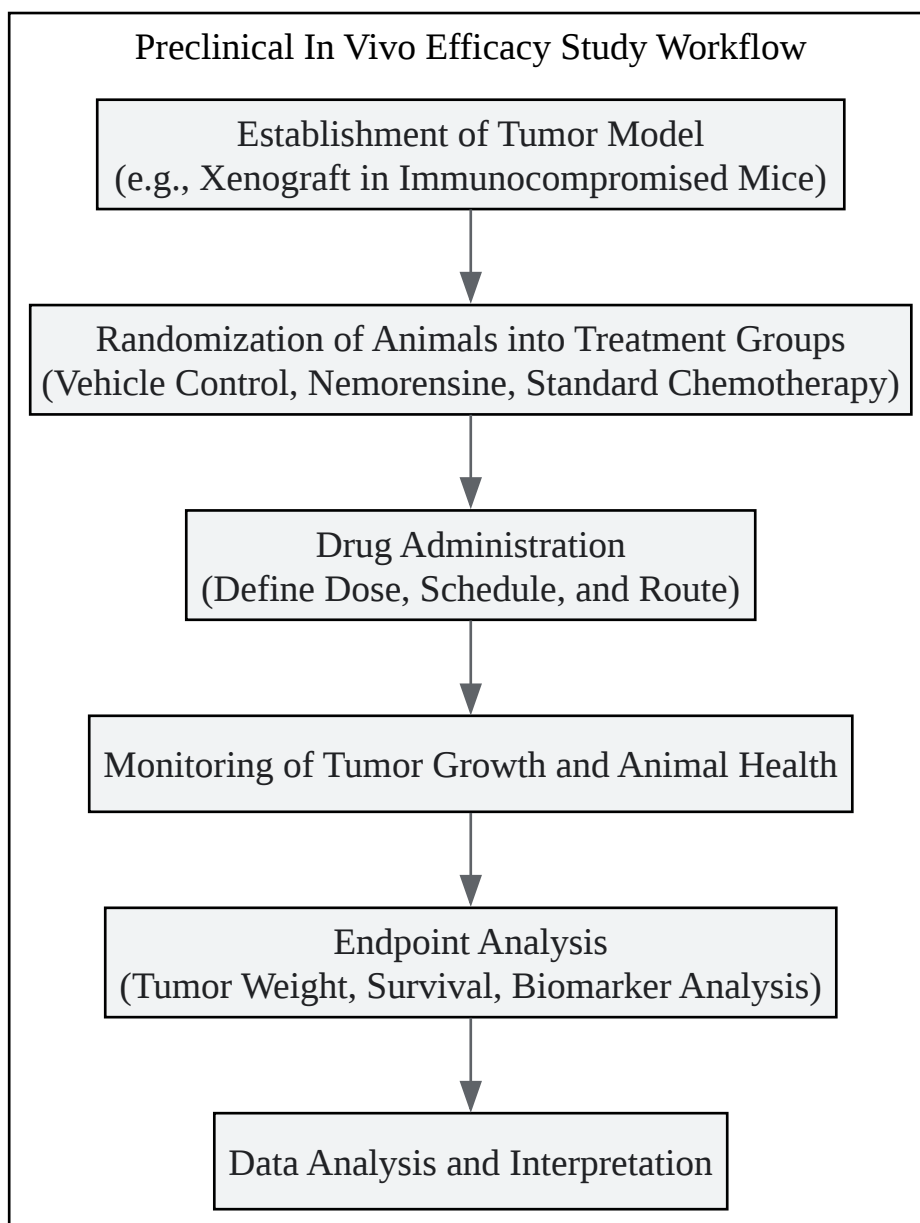 Preclinical In Vivo Efficacy Study Workflow
Establishment of Tumor Model
(e.g., Xenograft in Immunocompromised Mice)
Randomization of Animals into Treatment Groups
(Vehicle Control, Nemorensine, Standard Chemotherapy)
Drug Administration
(Define Dose, Schedule, and Route)
Monitoring of Tumor Growth and Animal Health
Endpoint Analysis
(Tumor Weight, Survival, Biomarker Analysis)
Data Analysis and Interpretation